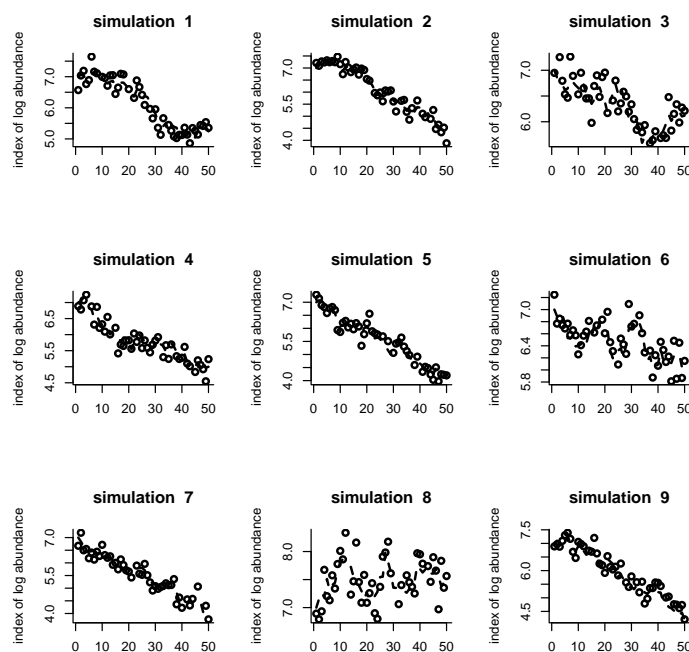 simulation 1
simulation 2
simulation 3
index of log abundance
5.0 6.0 7.0
0 10 20 30 40 50
index of log abundance
4.0 5.5 7.0
0 10 20 30 40 50
index of log abundance
6.0 7.0
0 10 20 30 40 50
simulation 4
simulation 5
simulation 6
index of log abundance
4.5 5.5 6.5
0 10 20 30 40 50
index of log abundance
4.0 5.5 7.0
0 10 20 30 40 50
index of log abundance
5.8 6.4 7.0
0 10 20 30 40 50
simulation 7
simulation 8
simulation 9
index of log abundance
4.0 5.5 7.0
0 10 20 30 40 50
index of log abundance
7.0 8.0
0 10 20 30 40 50
index of log abundance
4.5 6.0 7.5
0 10 20 30 40 50